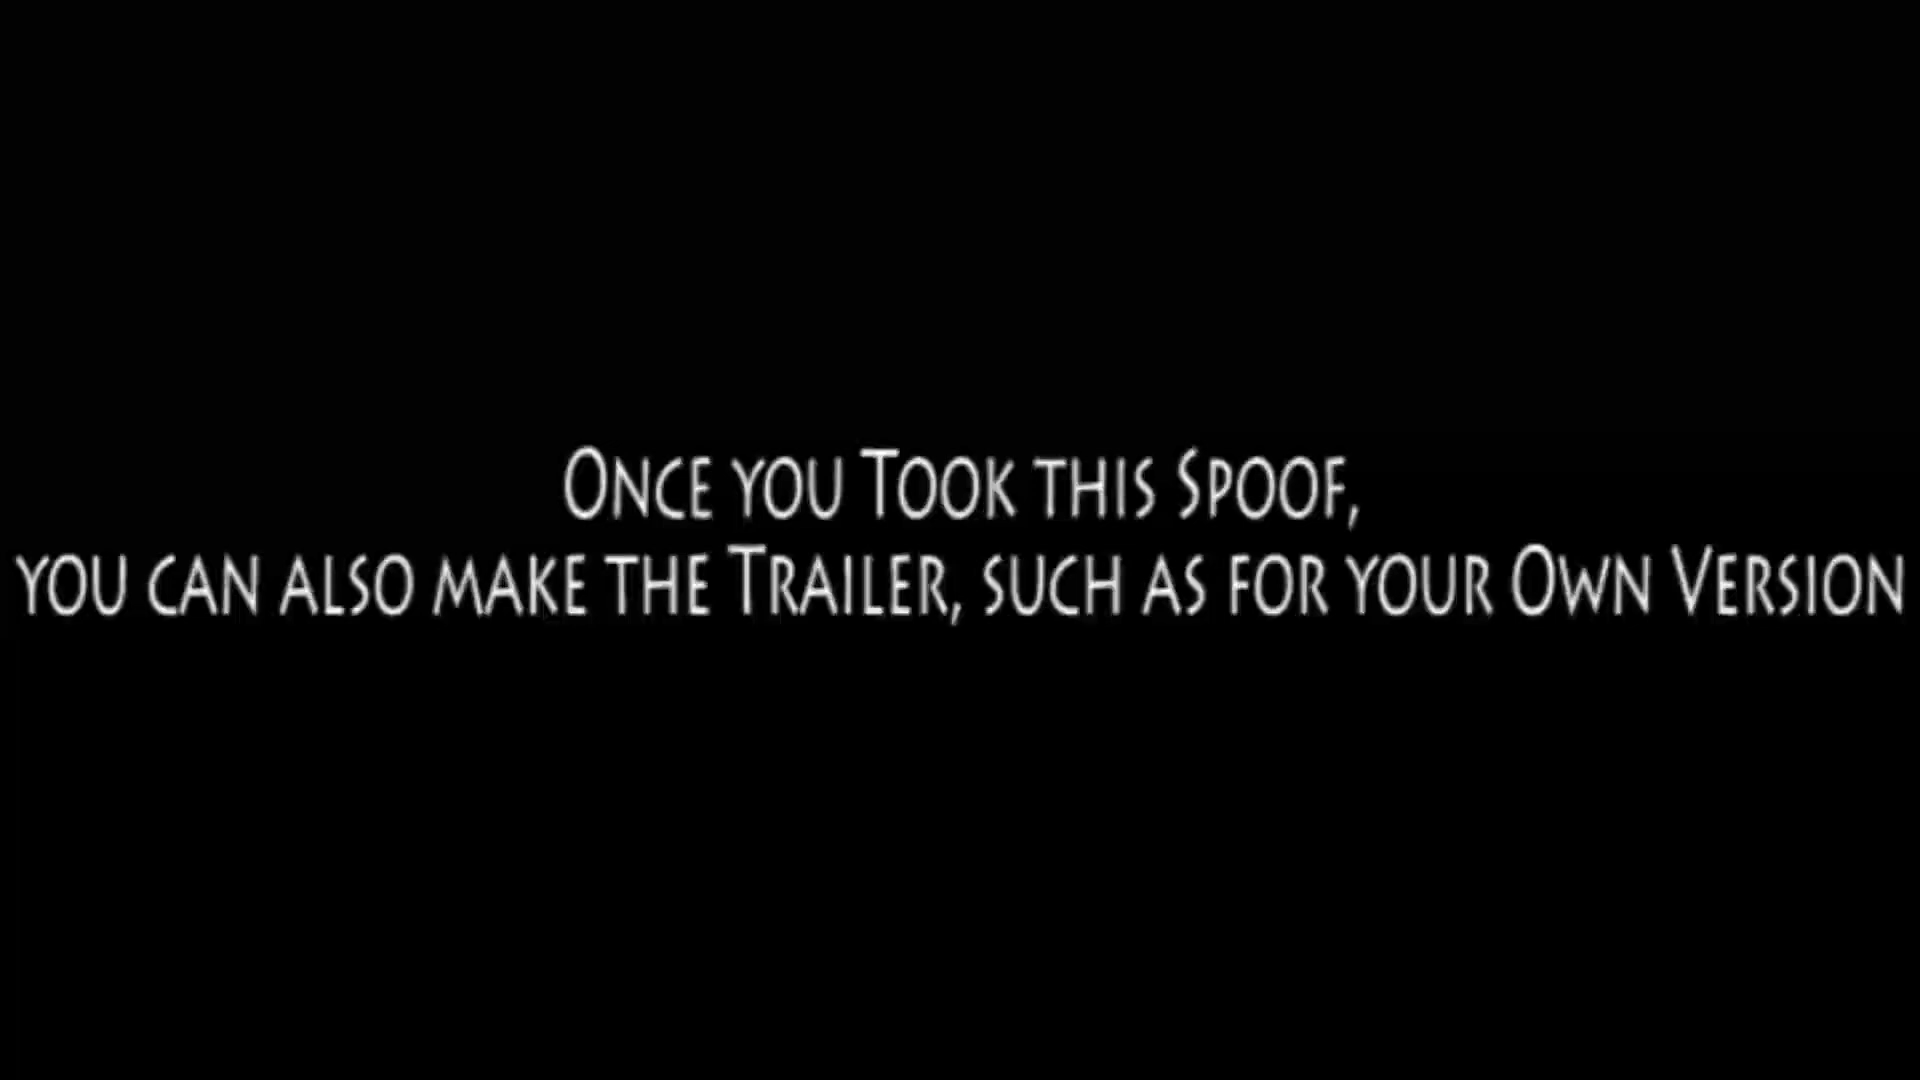 Once you Took this Spoof,
you can also make the Trailer, such as for your Own Version